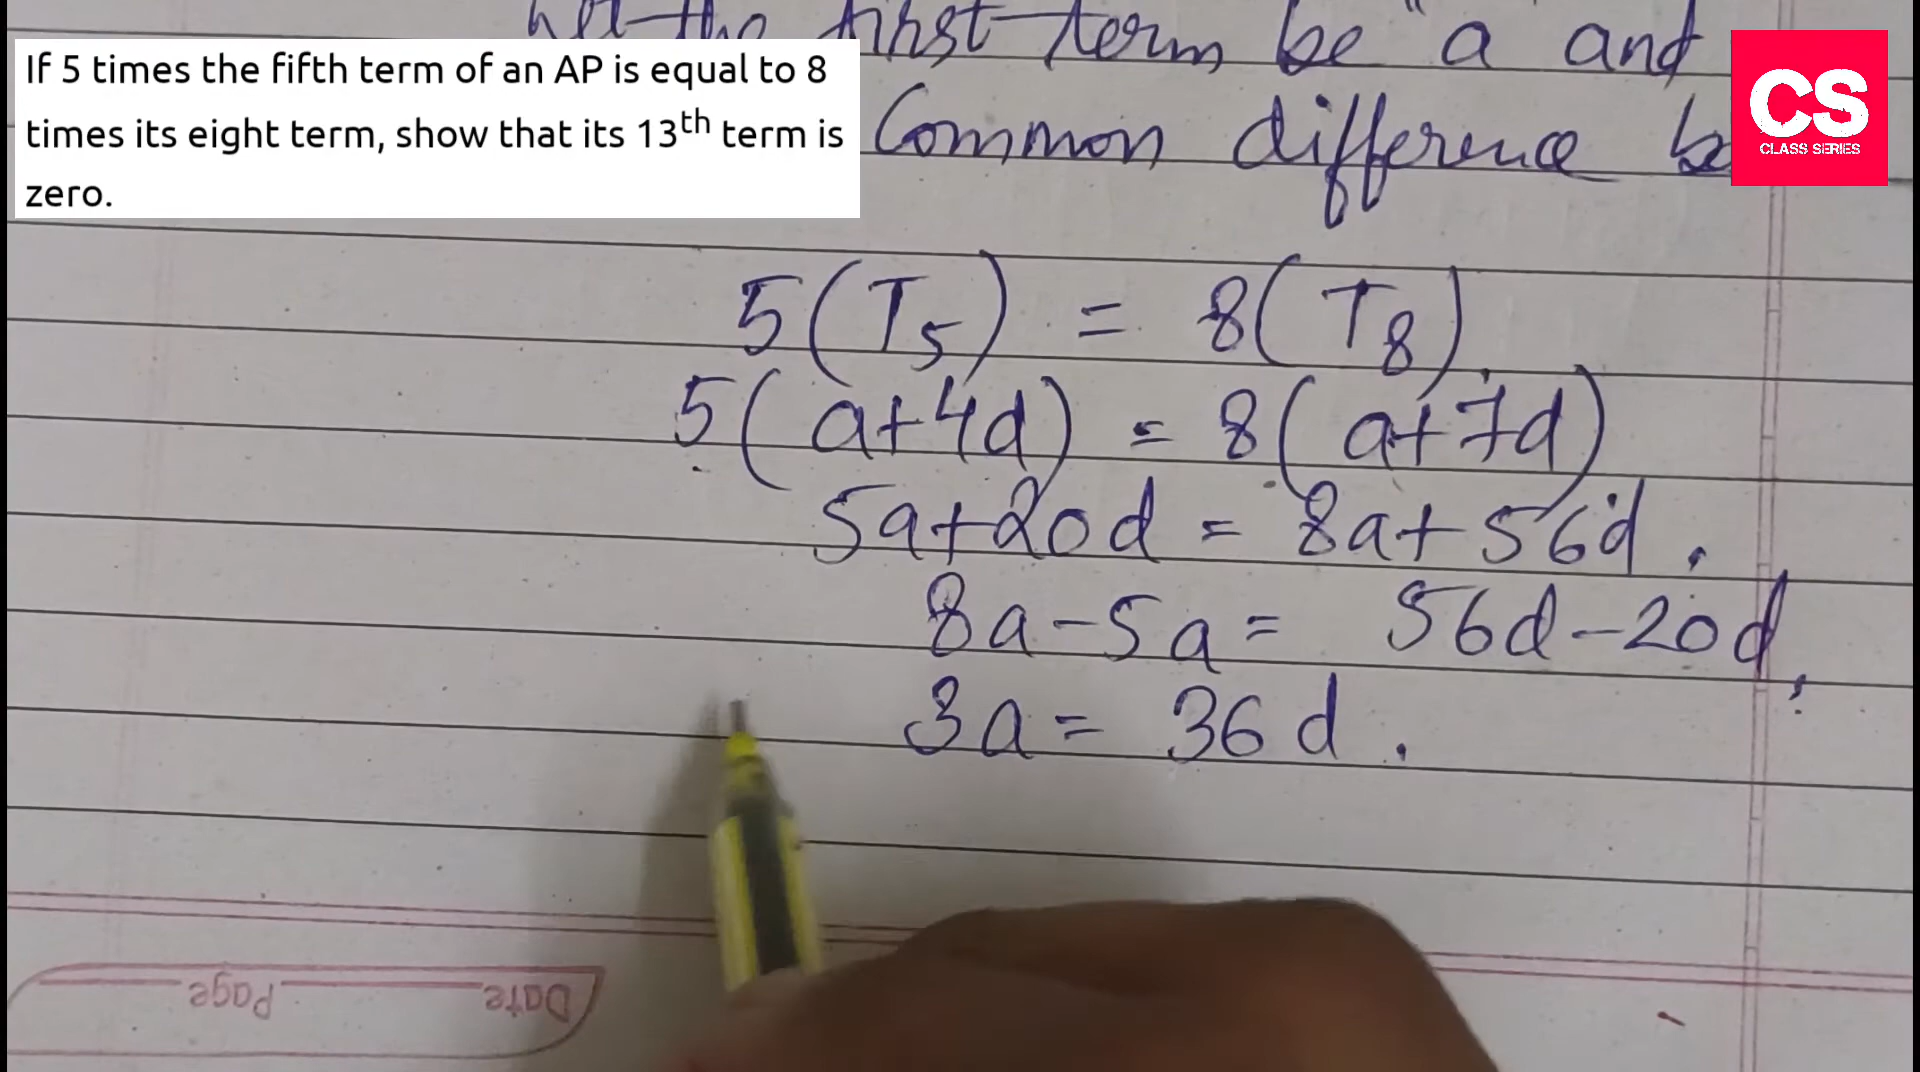 Let the first term be "a and
If 5 times the fifth term of an AP is equal to 8
times its eight term, show that its 13th term is
zero.
Common difference be
CS
CLASS SERIES
5(T5) = 8(T8).
5(a+4d) = 8(a+7d)
5a+20d = 8a+56d.
8a-5a= 56d-20d,
3a= 36d.
Date
Page